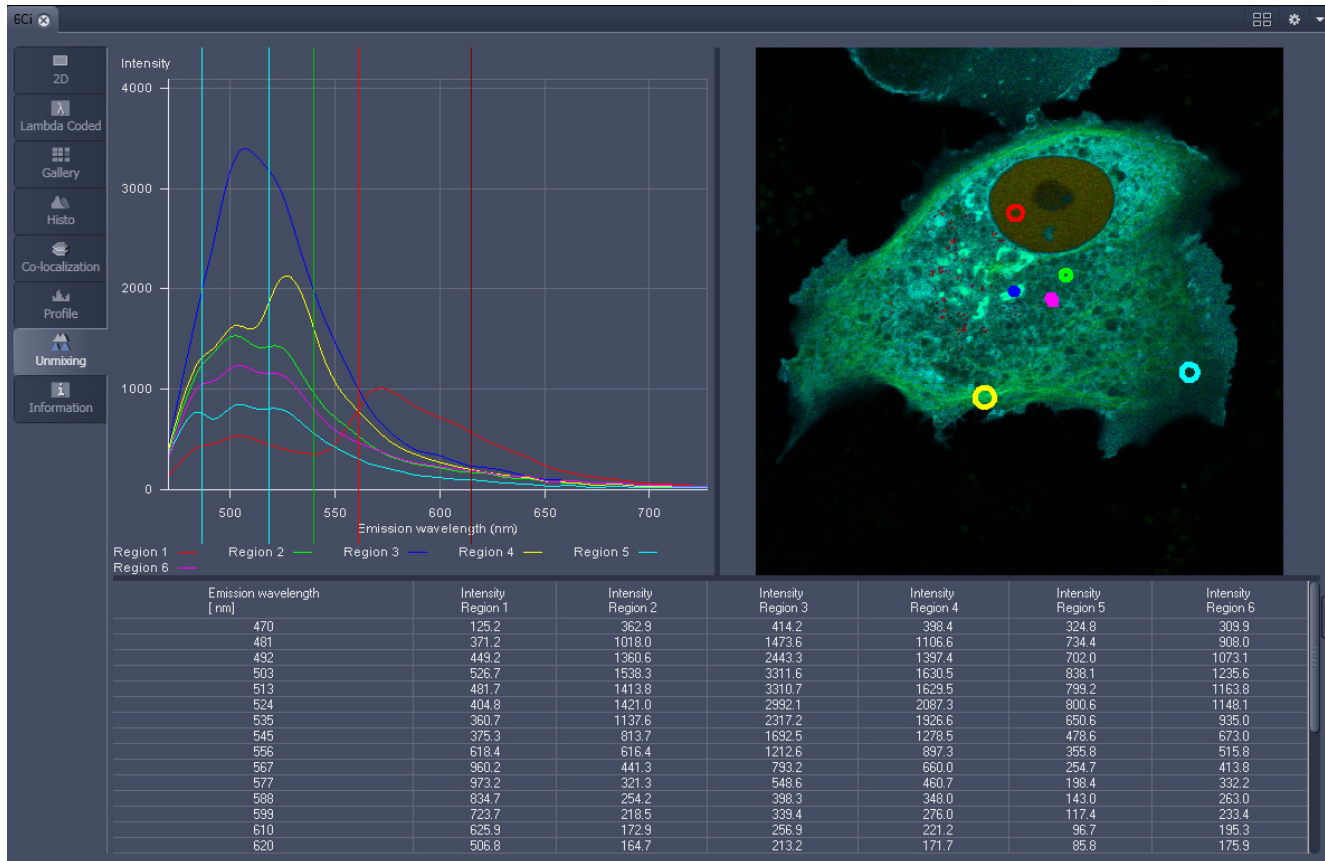 6Ci
2D
λ
Lambda Coded
Gallery
Histo
Co-localization
Profile
Unmixing
i
Information
Intensity
4000
3000
2000
1000
0
500 550 600 650 700
Emission wavelength (nm)
Region 1 Region 2 Region 3 Region 4 Region 5
Region 6
Emission wavelength Intensity Intensity Intensity Intensity Intensity Intensity
[ nm] Region 1 Region 2 Region 3 Region 4 Region 5 Region 6
470 125.2 362.9 414.2 398.4 324.8 309.9
481 371.2 1018.0 1473.6 1106.6 734.4 908.0
492 449.2 1360.6 2443.3 1397.4 702.0 1073.1
503 526.7 1538.3 3311.6 1630.5 838.1 1235.6
513 481.7 1413.8 3310.7 1629.5 799.2 1163.8
524 404.8 1421.0 2992.1 2087.3 800.6 1148.1
535 360.7 1137.6 2317.2 1926.6 650.6 935.0
545 375.3 813.7 1692.5 1278.5 478.6 673.0
556 618.4 616.4 1212.6 897.3 355.8 515.8
567 960.2 441.3 793.2 660.0 254.7 413.8
577 973.2 321.3 548.6 460.7 198.4 332.2
588 834.7 254.2 398.3 348.0 143.0 263.0
599 723.7 218.5 339.4 276.0 117.4 233.4
610 625.9 172.9 256.9 221.2 96.7 195.3
620 506.8 164.7 213.2 171.7 85.8 175.9